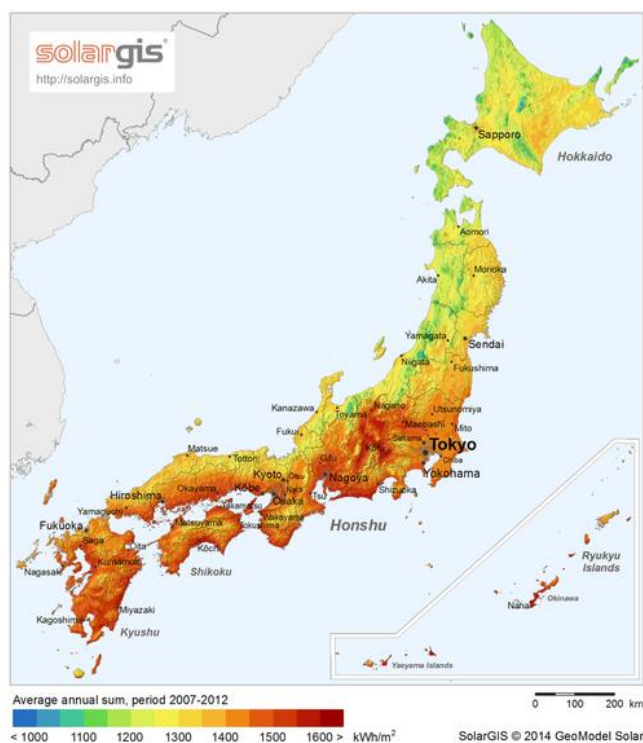 solargis
http://solargis.info
Sapporo
Hokkaido
Aomori
Akita
Morioka
Yamagata
Sendai
Niigata
Fukushima
Kanazawa
Toyama
Nagano
Utsunomiya
Maebashi
Mito
Fukui
Saitama
Tokyo
Kōfu
Chiba
Matsue
Tottori
Gifu
Yokohama
Kyoto
Otsu
Nagoya
Okayama
Kōbe
Nara
Tsu
Shizuoka
Hiroshima
Osaka
Yamaguchi
Takamatsu
Wakayama
Honshu
Fukuoka
Matsuyama
Tokushima
Saga
Oita
Kōchi
Ryukyu
Islands
Nagasaki
Kumamoto
Shikoku
Okinawa
Naha
Miyazaki
Kagoshima
Kyushu
Yaeyama Islands
Average annual sum, period 2007-2012
0 100 200 km
< 1000 1100 1200 1300 1400 1500 1600 > kWh/m²
SolarGIS © 2014 GeoModel Solar